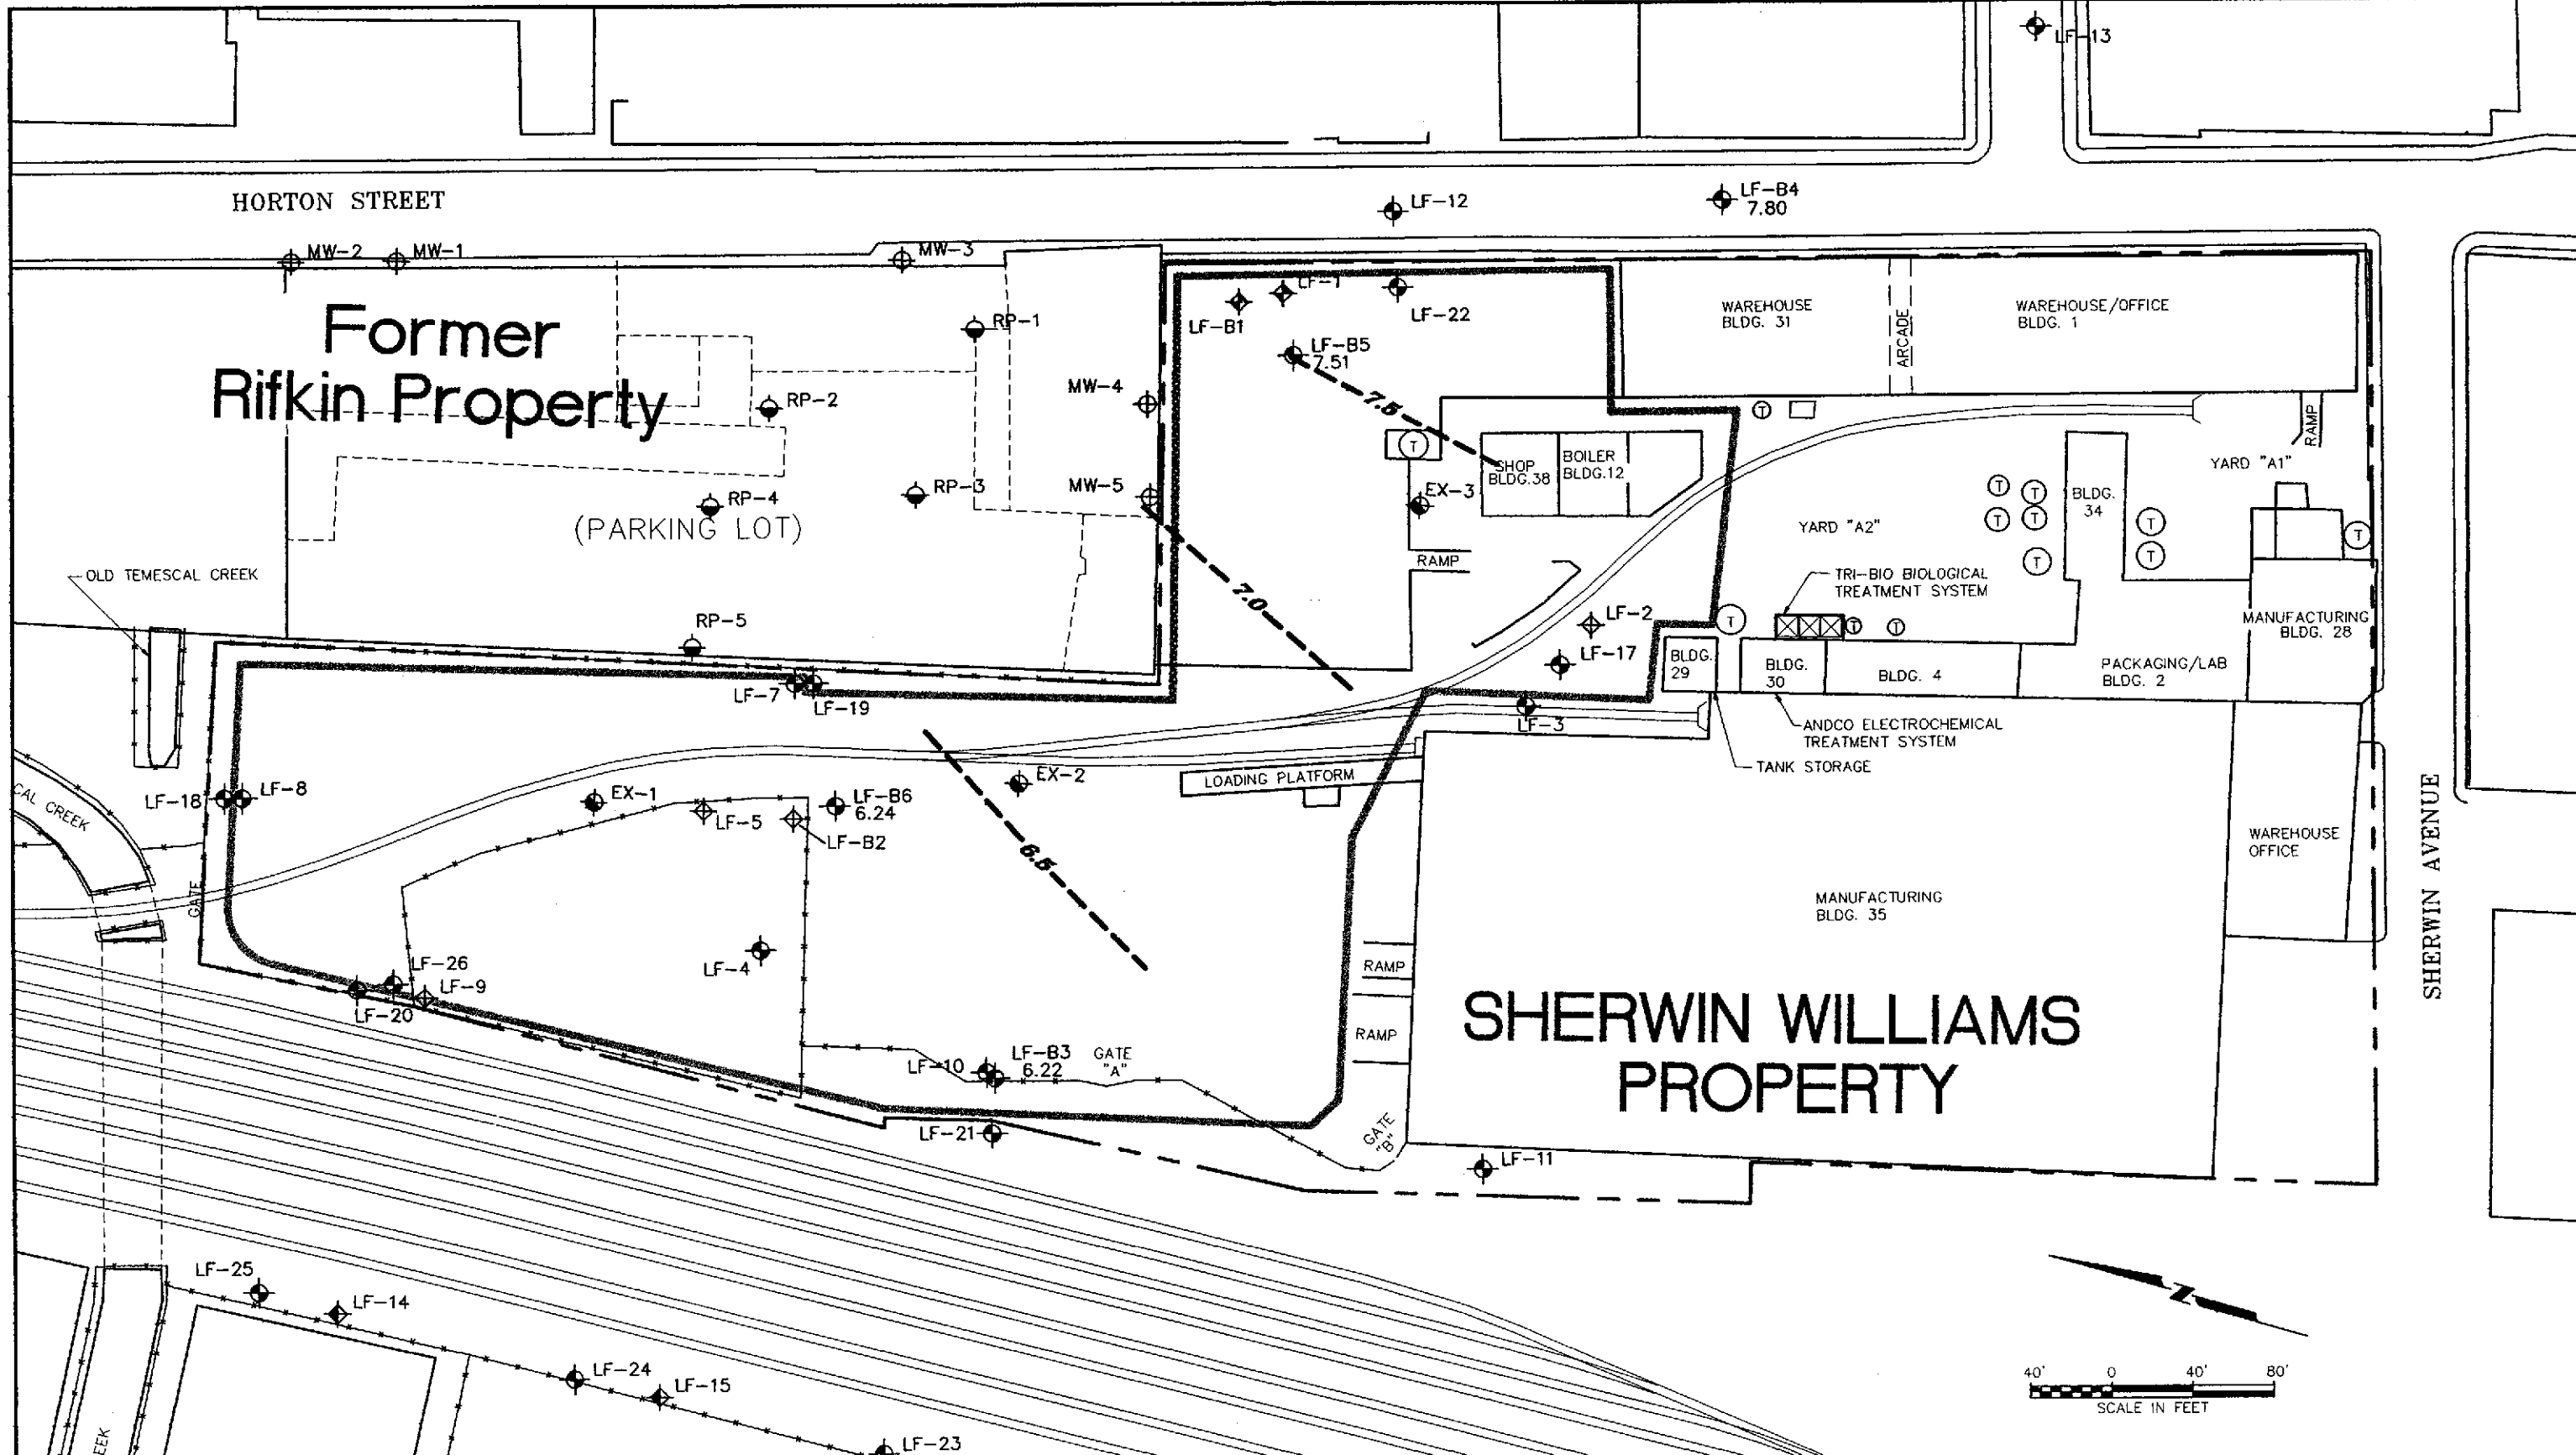 LF-13
HORTON STREET
LF-12
LF-B4
7.80
MW-2
MW-1
MW-3
Former
Rifkin Property
RP-1
LF-B1
LF-1
LF-22
WAREHOUSE
BLDG. 31
ARCADE
WAREHOUSE/OFFICE
BLDG. 1
LF-B5
7.51
7.5
MW-4
RP-2
T
T
RAMP
SHOP
BLDG.38
BOILER
BLDG.12
YARD "A1"
MW-5
RP-3
RP-4
(PARKING LOT)
EX-3
T
T
T
T
T
BLDG.
34
T
T
T
YARD "A2"
RAMP
OLD TEMESCAL CREEK
7.0
TRI-BIO BIOLOGICAL
TREATMENT SYSTEM
RP-5
LF-2
T
T
T
MANUFACTURING
BLDG. 28
LF-17
BLDG.
29
BLDG.
30
BLDG. 4
PACKAGING/LAB
BLDG. 2
LF-7
LF-19
LF-3
ANDCO ELECTROCHEMICAL
TREATMENT SYSTEM
TANK STORAGE
LOADING PLATFORM
EX-2
LF-18
LF-8
EX-1
LF-5
LF-B6
6.24
LF-B2
CAL CREEK
6.5
GATE
WAREHOUSE
OFFICE
SHERWIN AVENUE
MANUFACTURING
BLDG. 35
LF-4
LF-26
LF-9
LF-20
RAMP
RAMP
SHERWIN WILLIAMS
PROPERTY
LF-10
LF-B3
6.22
GATE
"A"
LF-21
GATE
"B"
LF-11
LF-25
LF-14
Z
LF-24
LF-15
LF-23
EEK
40'
0
40'
80'
SCALE IN FEET